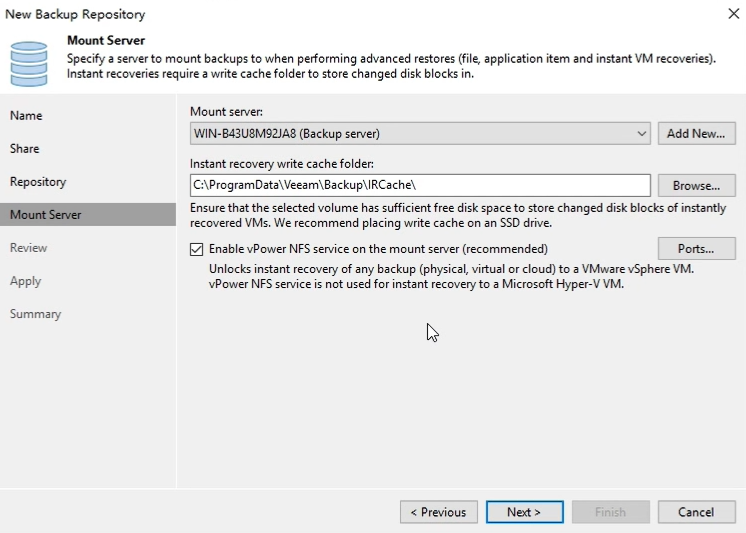 New Backup Repository
Mount Server
Specify a server to mount backups to when performing advanced restores (file, application item and instant VM recoveries).
Instant recoveries require a write cache folder to store changed disk blocks in.
Name
Share
Repository
Mount Server
Review
Apply
Summary
Mount server:
WIN-B43U8M92JA8 (Backup server)
Add New...
Instant recovery write cache folder:
C:\ProgramData\Veeam\Backup\IRCache\
Browse...
Ensure that the selected volume has sufficient free disk space to store changed disk blocks of instantly
recovered VMs. We recommend placing write cache on an SSD drive.
Enable vPower NFS service on the mount server (recommended)
Ports...
Unlocks instant recovery of any backup (physical, virtual or cloud) to a VMware vSphere VM.
vPower NFS service is not used for instant recovery to a Microsoft Hyper-V VM.
< Previous
Next >
Finish
Cancel